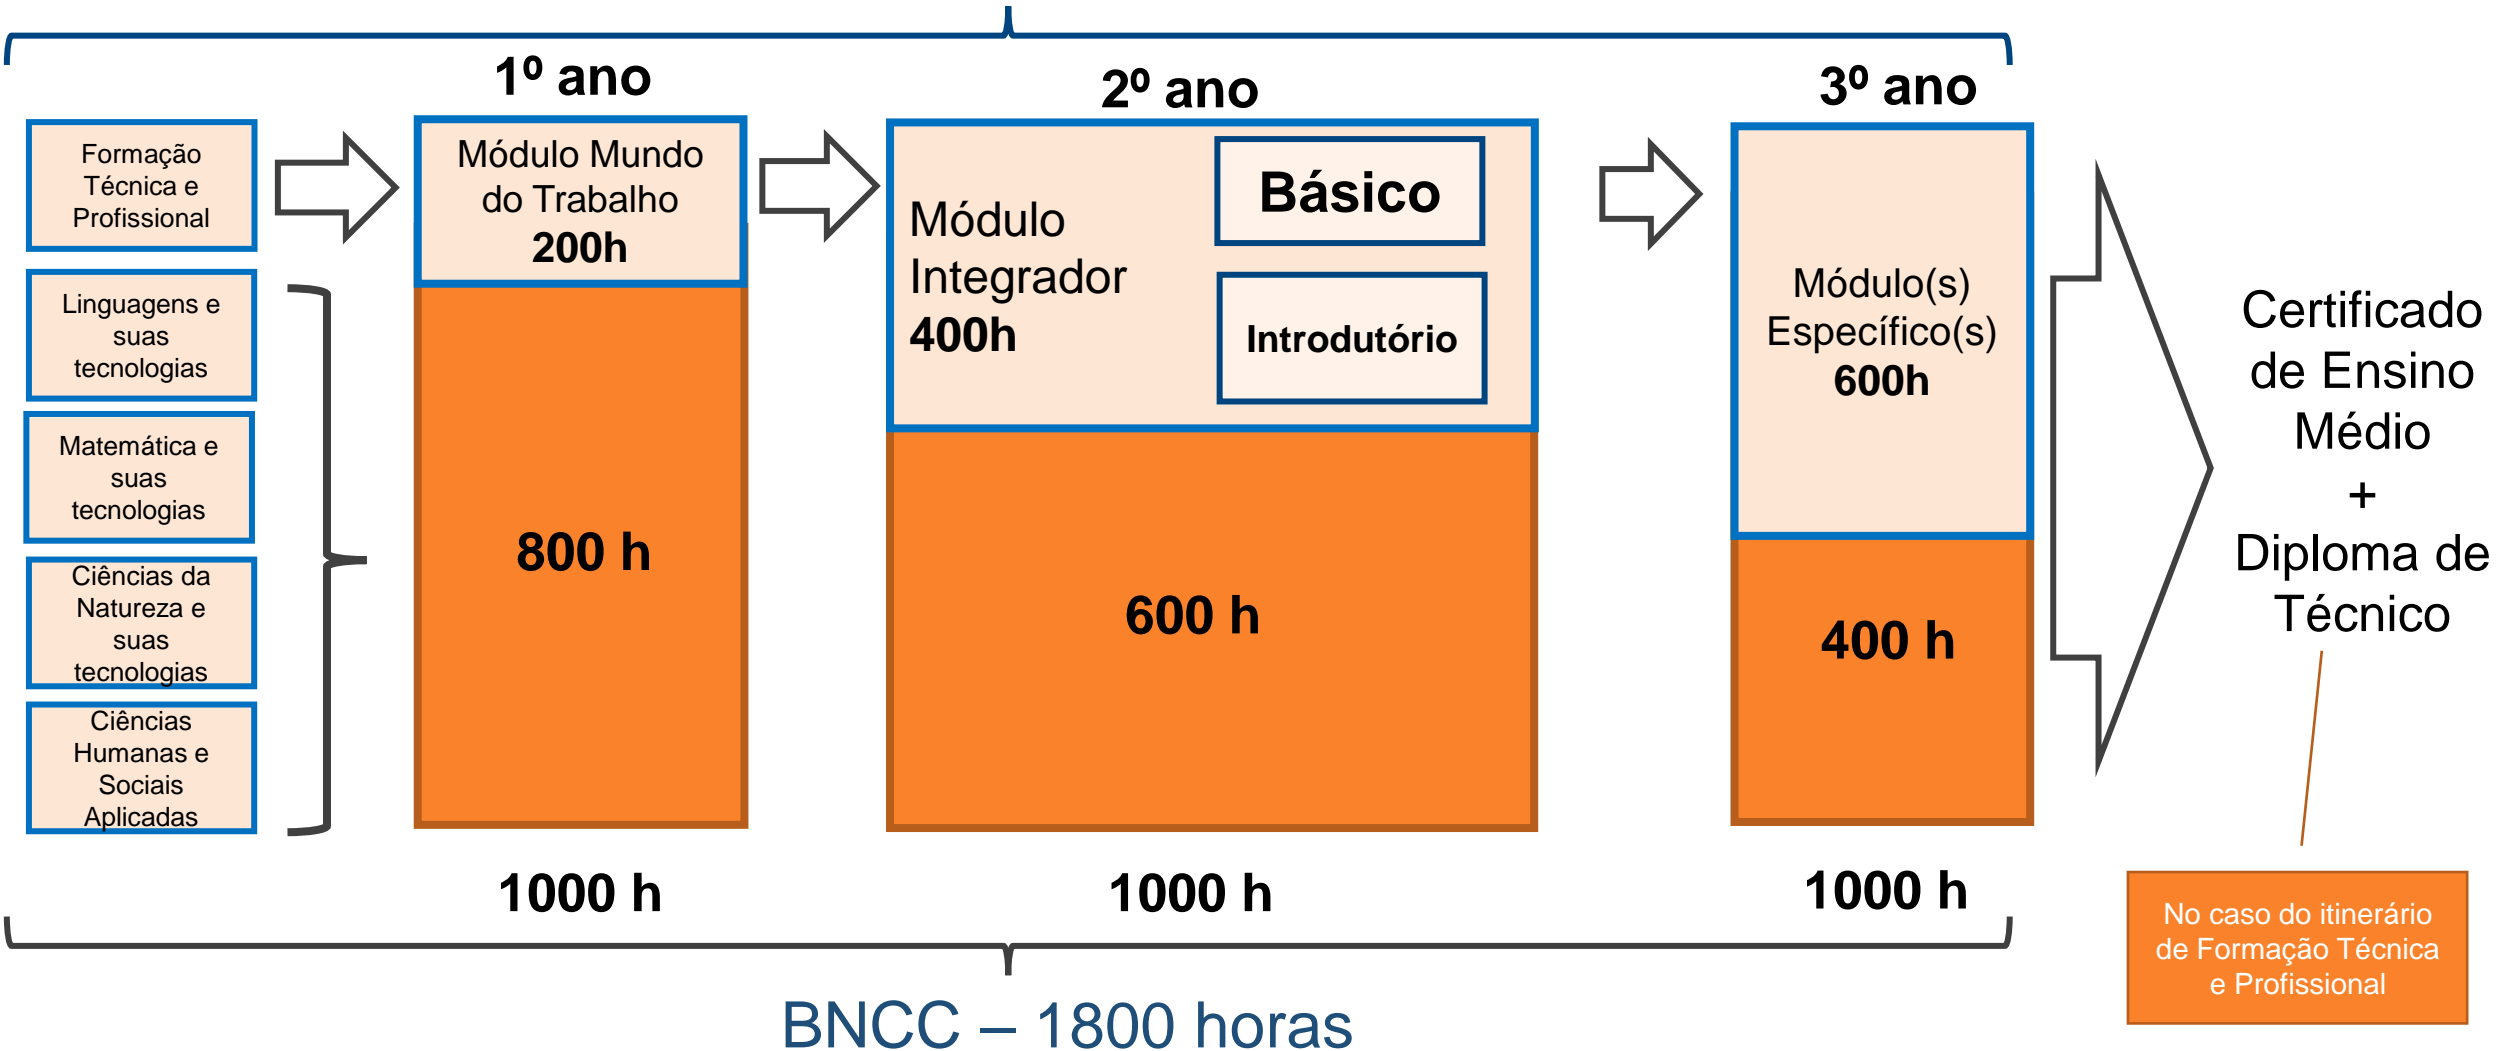 1º ano
2º ano
3º ano
Formação
Técnica e
Profissional
Linguagens e
suas
tecnologias
Matemática e
suas
tecnologias
Ciências da
Natureza e
suas
tecnologias
Ciências
Humanas e
Sociais
Aplicadas
Módulo Mundo
do Trabalho
200h
800 h
1000 h
Módulo
Integrador
400h
Básico
Introdutório
600 h
1000 h
Módulo(s)
Específico(s)
600h
400 h
1000 h
Certificado
de Ensino
Médio
+
Diploma de
Técnico
No caso do itinerário
de Formação Técnica
e Profissional
BNCC – 1800 horas